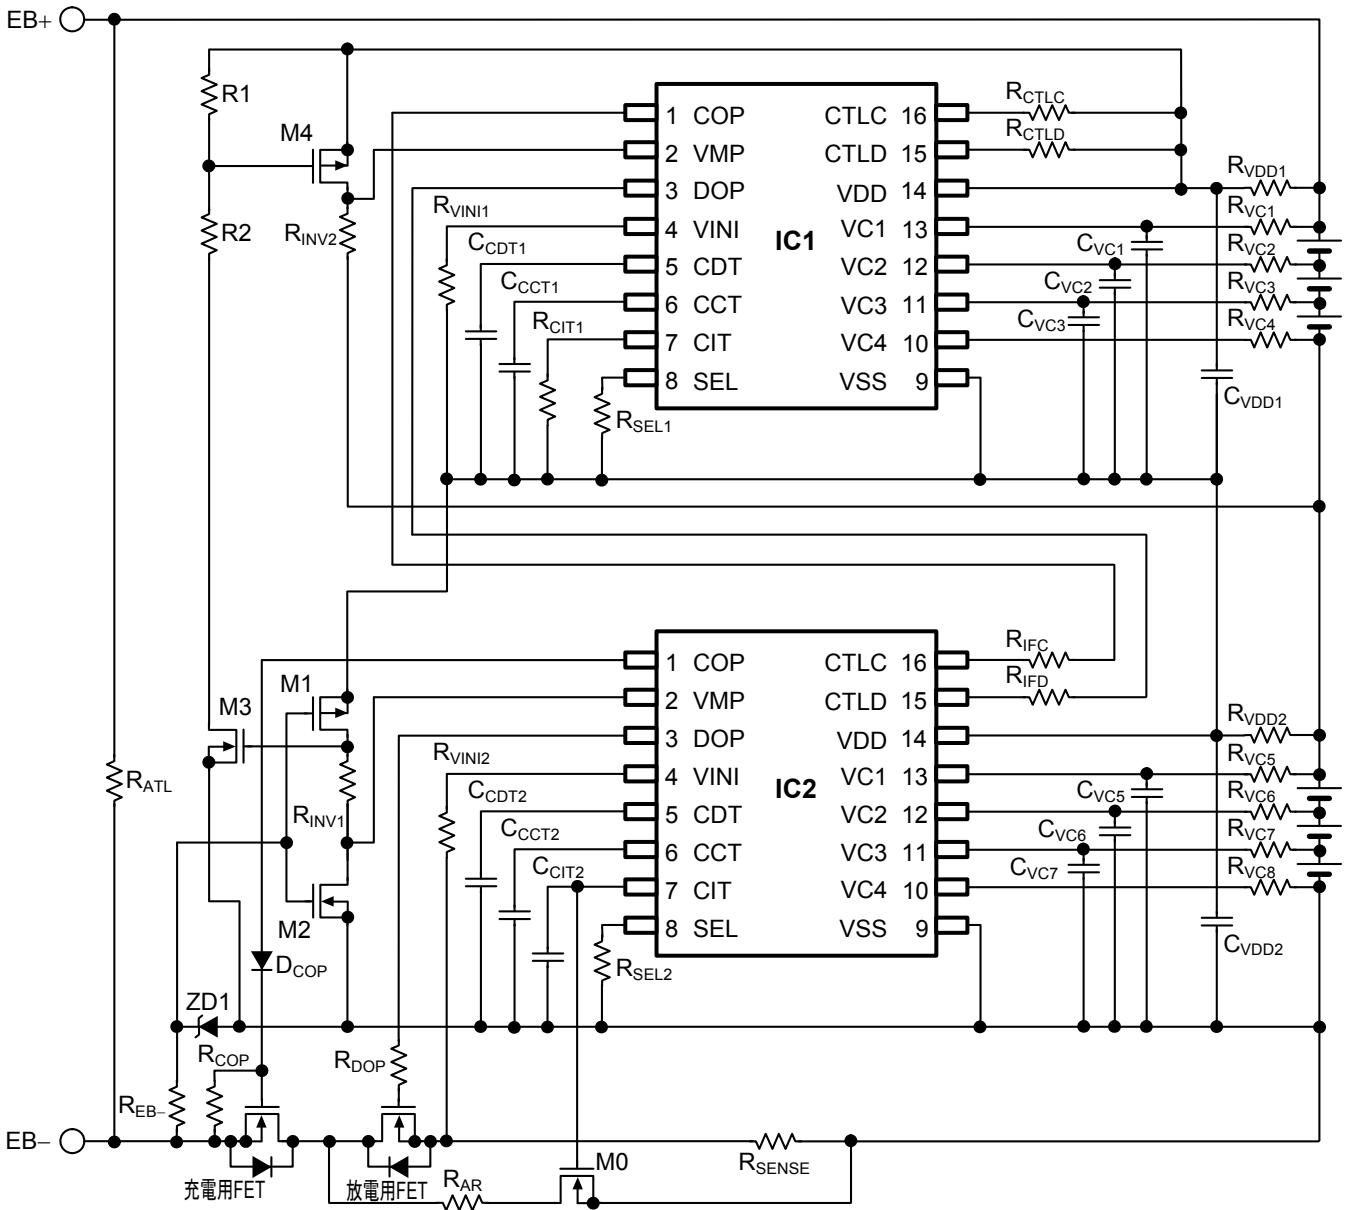 EB+
R1
M4
R2
RINV2
RVINI1
CCDT1
CCCT1
RCIT1
RSEL1
1 COP
2 VMP
3 DOP
4 VINI
5 CDT
6 CCT
7 CIT
8 SEL
IC1
CTLC 16
CTLD 15
VDD 14
VC1 13
VC2 12
VC3 11
VC4 10
VSS 9
RCTLC
RCTLD
RVDD1
RVC1
RVC2
RVC3
RVC4
CVC1
CVC2
CVC3
CVDD1
M1
M3
RATL
RINV1
M2
DCOP
ZD1
RCOP
REB−
RDOP
RVINI2
CCDT2
CCCT2
CCIT2
RSEL2
1 COP
2 VMP
3 DOP
4 VINI
5 CDT
6 CCT
7 CIT
8 SEL
IC2
CTLC 16
CTLD 15
VDD 14
VC1 13
VC2 12
VC3 11
VC4 10
VSS 9
RIFC
RIFD
RVDD2
RVC5
RVC6
RVC7
RVC8
CVC5
CVC6
CVC7
CVDD2
EB−
充電用FET
放電用FET
RAR
M0
RSENSE